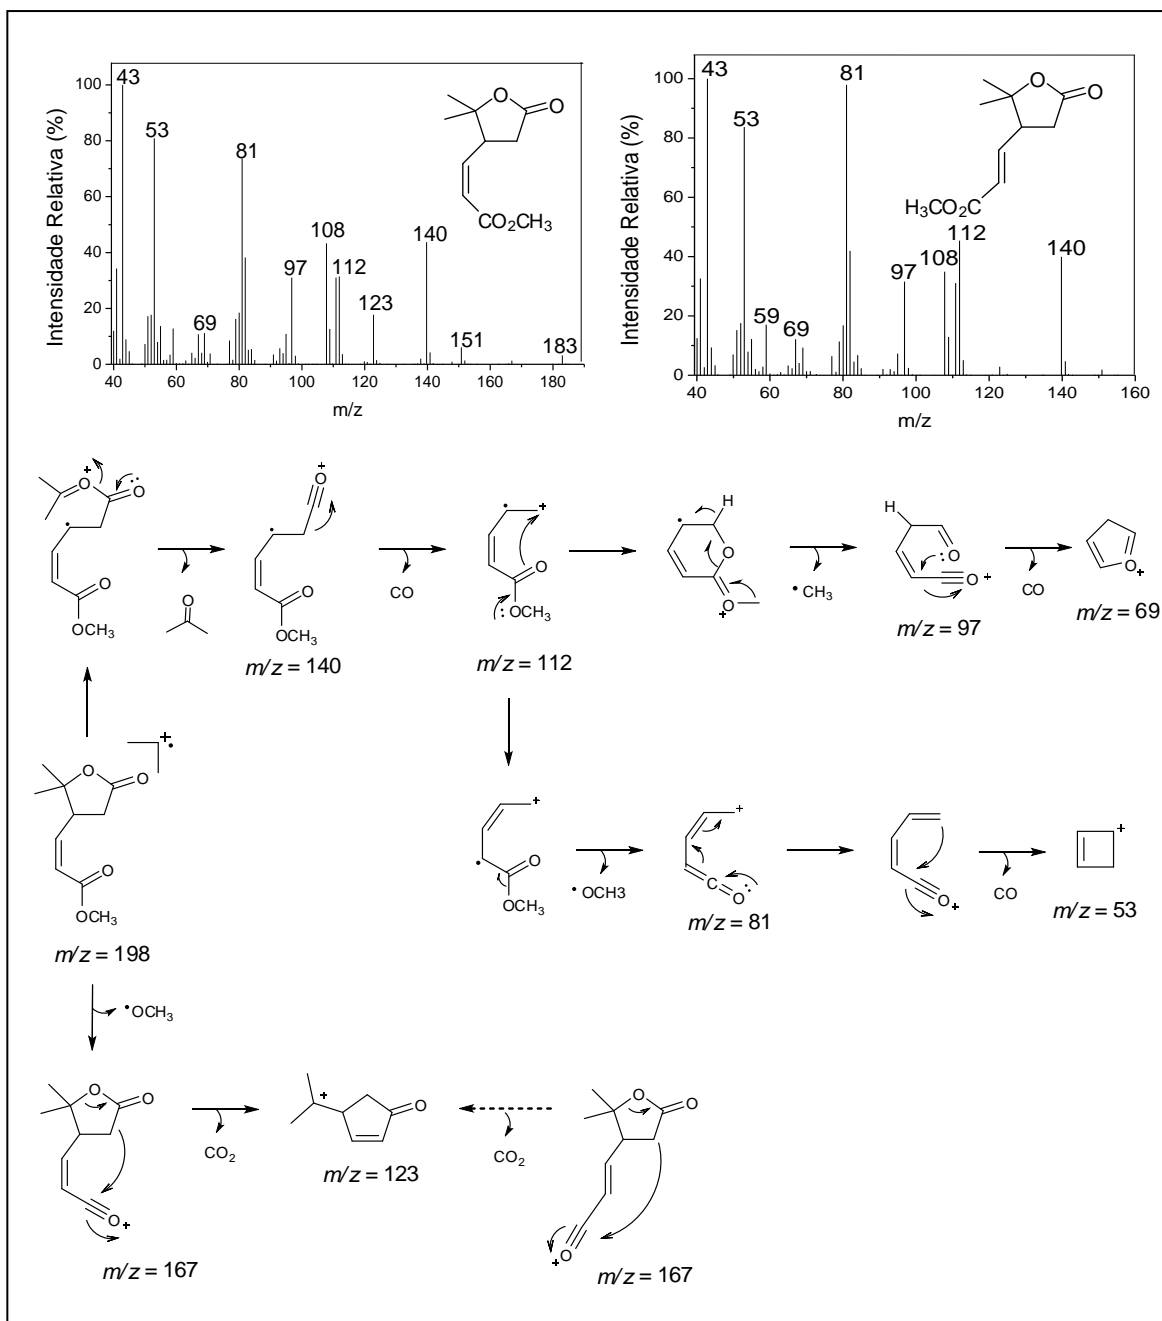 Intensidade Relativa (%)
100
80
60
40
20
0
43
53
69
81
97
108
112
123
140
151
183
40 60 80 100 120 140 160 180
m/z
O
O
CO2CH3
Intensidade Relativa (%)
100
80
60
40
20
0
43
53
59
69
81
97
108
112
140
40 60 80 100 120 140 160
m/z
O
O
H3CO2C
+
O
O
O
OCH3
O
+
O
O
OCH3
m/z = 140
CO
+
O
OCH3
m/z = 112
H
O
O
+
•CH3
H
O
O+
m/z = 97
CO
O
+
m/z = 69
+•
O
O
O
OCH3
m/z = 198
+
O
OCH3
•OCH3
+
C
O
m/z = 81
O+
CO
+
m/z = 53
•OCH3
O
O
O+
m/z = 167
CO2
+
O
m/z = 123
CO2
O
O
+
O
m/z = 167